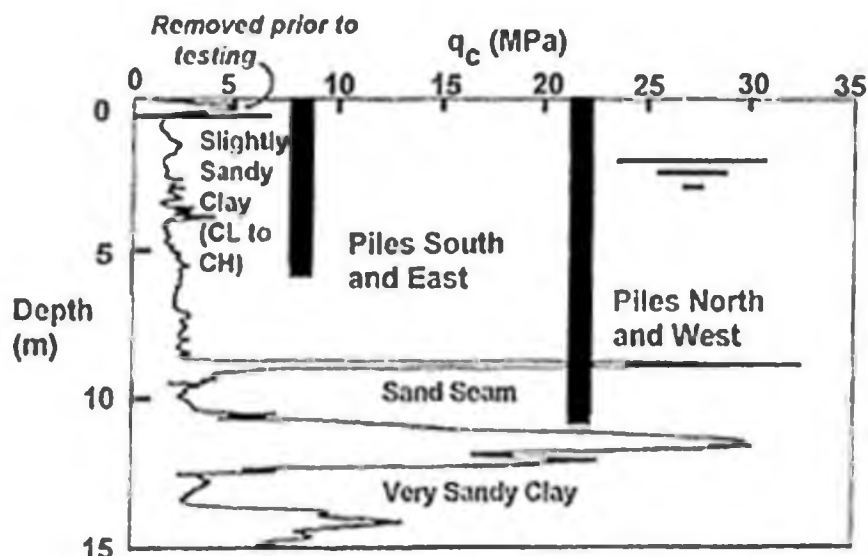 Removed prior to
testing
q_c (MPa)
0 5 10 15 20 25 30 35
0
Slightly
Sandy
Clay
(CL to
CH)
5
Piles South
and East
Depth
(m)
Piles North
and West
Sand Seam
10
Very Sandy Clay
15